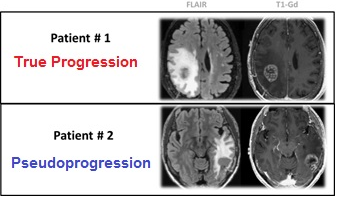 FLAIR T1-Gd
Patient # 1
True Progression
Patient # 2
Pseudoprogression